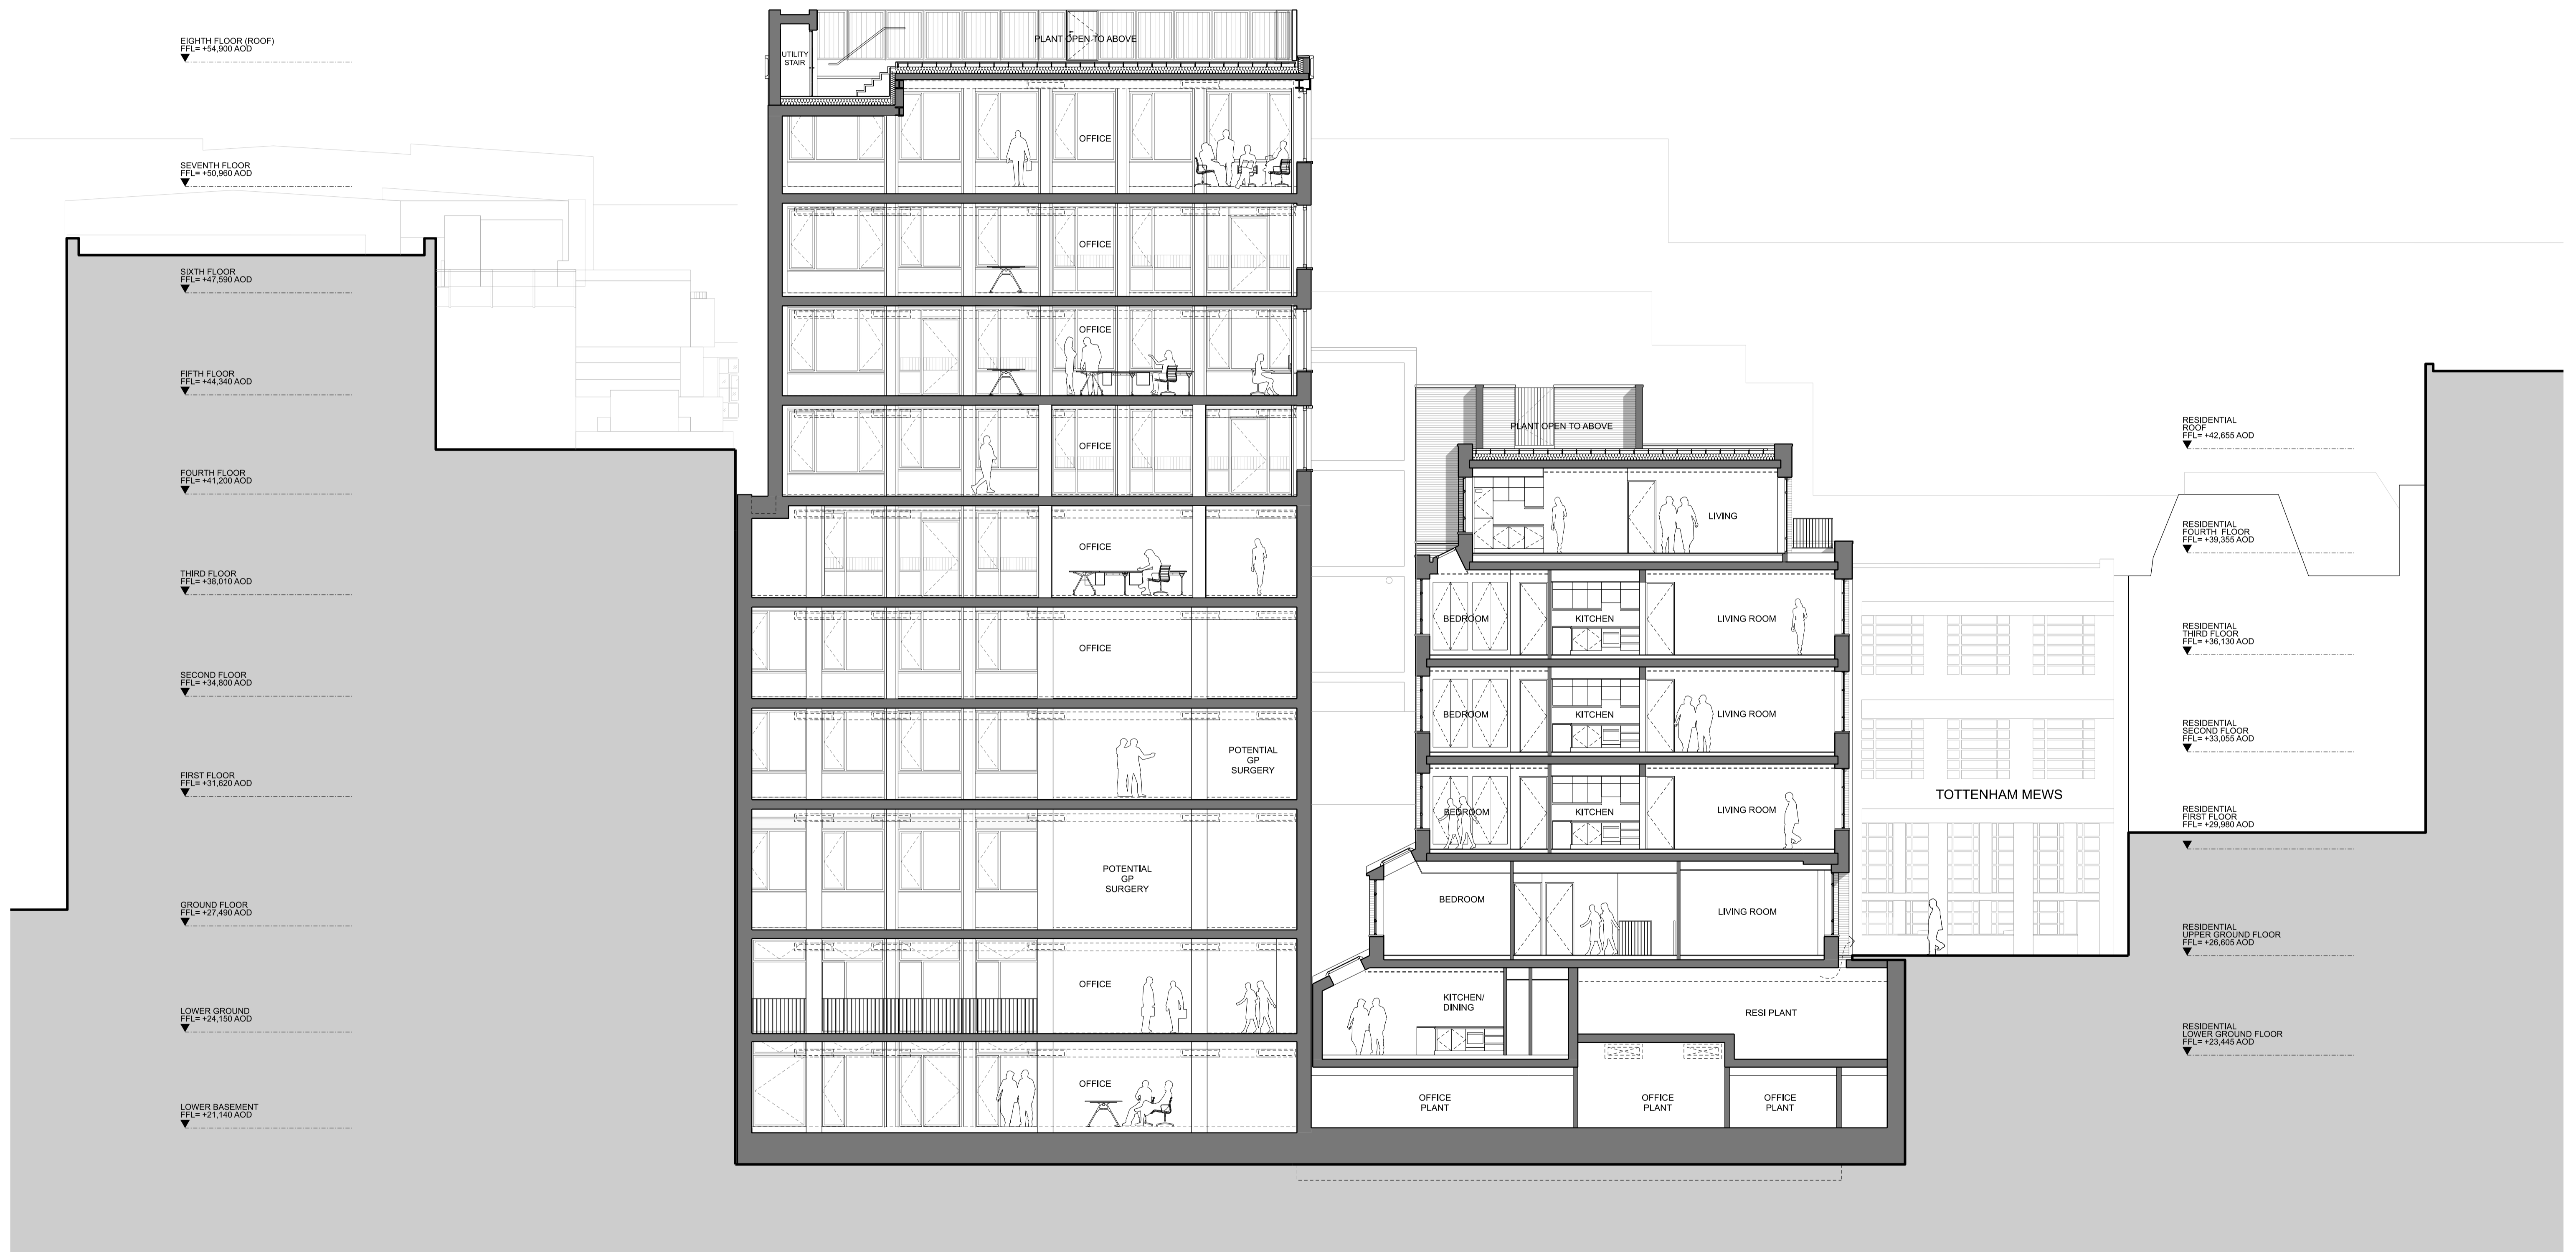 EIGHTH FLOOR (ROOF)
FFL= +54,900 AOD
SEVENTH FLOOR
FFL= +50,960 AOD
SIXTH FLOOR
FFL= +47,590 AOD
FIFTH FLOOR
FFL= +44,340 AOD
FOURTH FLOOR
FFL= +41,200 AOD
THIRD FLOOR
FFL= +38,010 AOD
SECOND FLOOR
FFL= +34,800 AOD
FIRST FLOOR
FFL= +31,620 AOD
GROUND FLOOR
FFL= +27,490 AOD
LOWER GROUND
FFL= +24,150 AOD
LOWER BASEMENT
FFL= +21,140 AOD
UTILITY
STAIR
PLANT OPEN TO ABOVE
OFFICE
OFFICE
OFFICE
OFFICE
OFFICE
OFFICE
POTENTIAL
GP
SURGERY
POTENTIAL
GP
SURGERY
OFFICE
OFFICE
PLANT OPEN TO ABOVE
LIVING
BEDROOM
KITCHEN
LIVING ROOM
BEDROOM
KITCHEN
LIVING ROOM
BEDROOM
KITCHEN
LIVING ROOM
BEDROOM
LIVING ROOM
KITCHEN/
DINING
RESI PLANT
OFFICE
PLANT
OFFICE
PLANT
OFFICE
PLANT
TOTTENHAM MEWS
RESIDENTIAL
ROOF
FFL= +42,655 AOD
RESIDENTIAL
FOURTH FLOOR
FFL= +39,355 AOD
RESIDENTIAL
THIRD FLOOR
FFL= +36,130 AOD
RESIDENTIAL
SECOND FLOOR
FFL= +33,055 AOD
RESIDENTIAL
FIRST FLOOR
FFL= +29,980 AOD
RESIDENTIAL
UPPER GROUND FLOOR
FFL= +26,605 AOD
RESIDENTIAL
LOWER GROUND FLOOR
FFL= +23,445 AOD